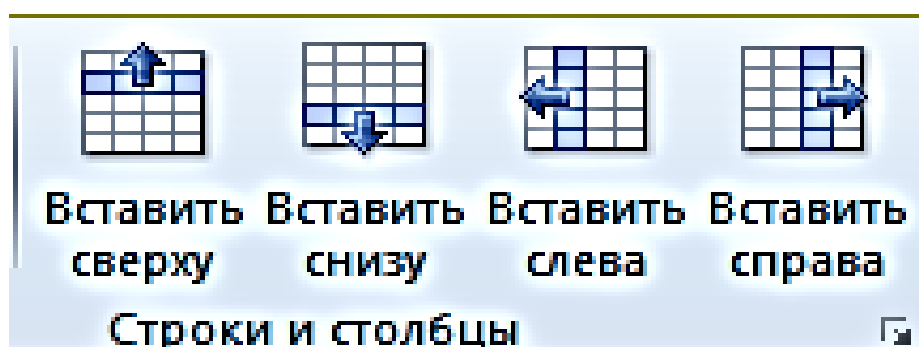 Вставить сверху
Вставить снизу
Вставить слева
Вставить справа
Строки и столбцы